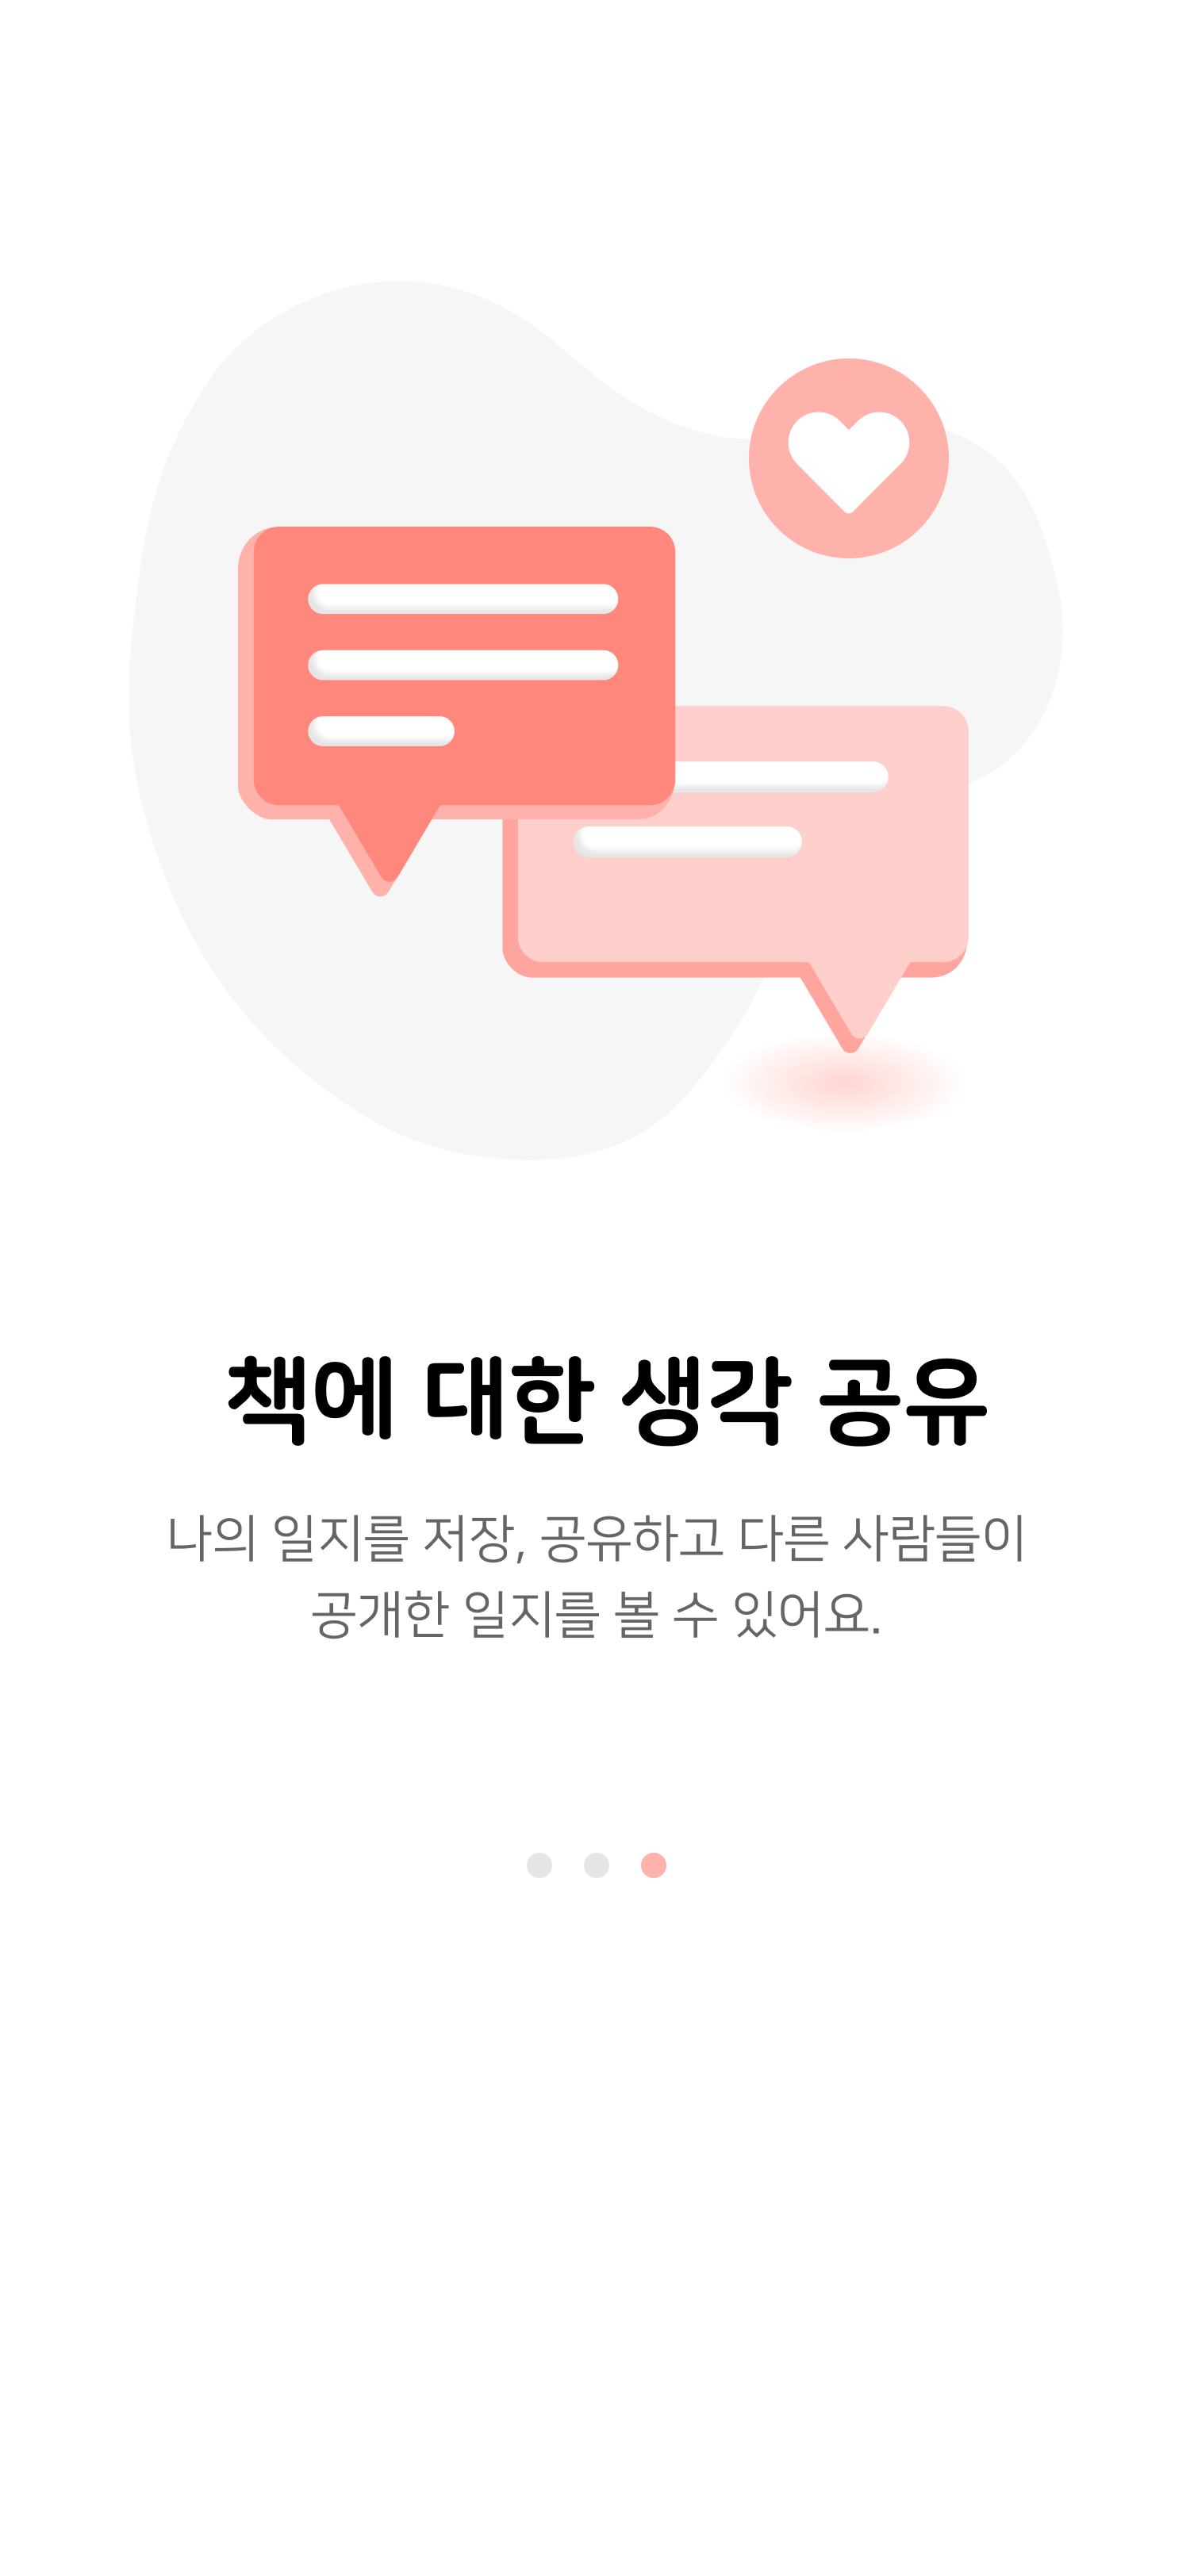 책에 대한 생각 공유
나의 일지를 저장, 공유하고 다른 사람들이
공개한 일지를 볼 수 있어요.